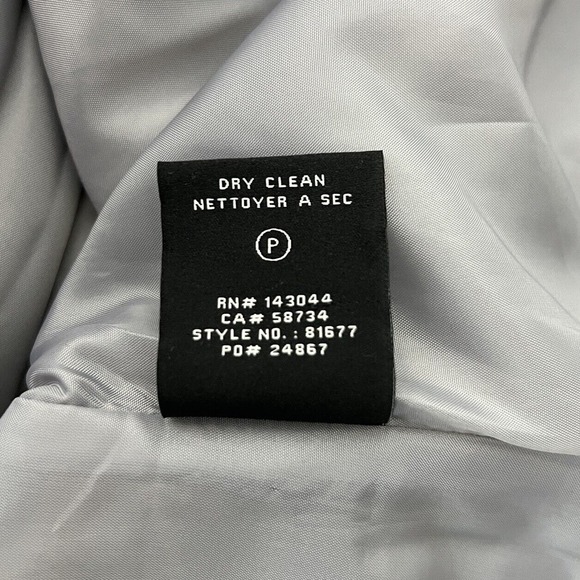 DRY CLEAN
NETTOYER A SEC
P
RN# 143044
CA# 58734
STYLE NO.: 81677
PO# 24867